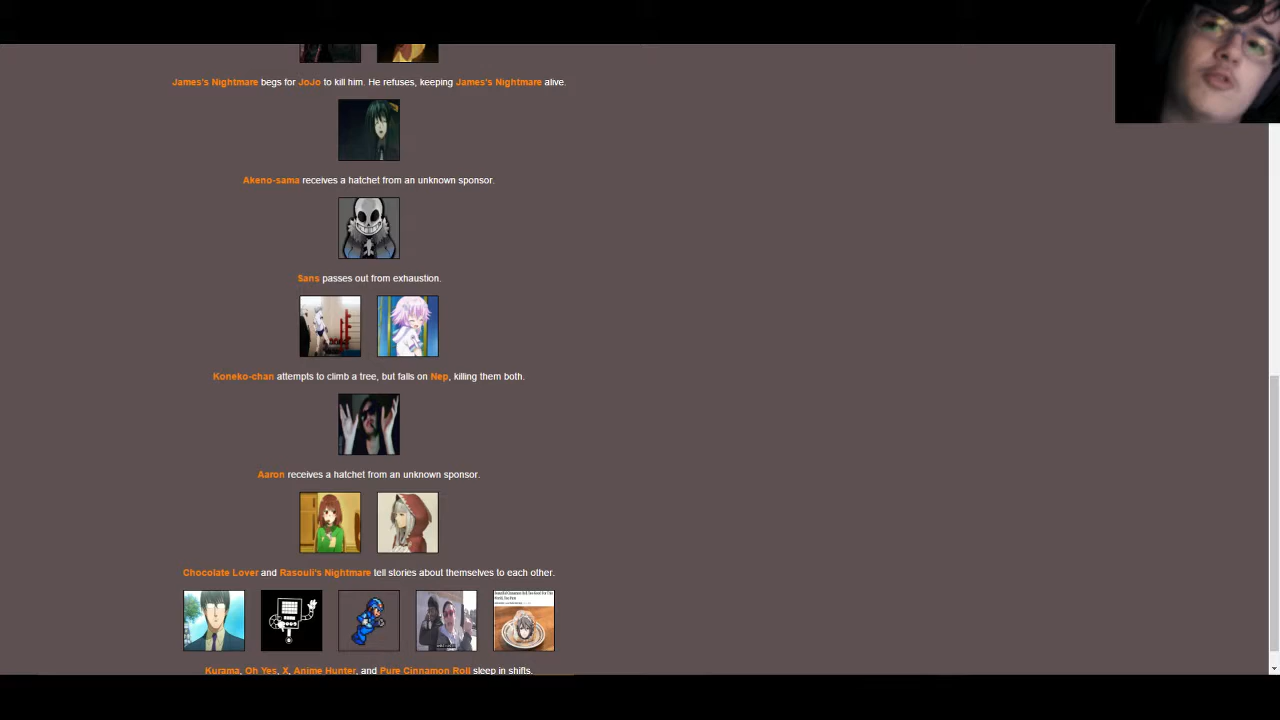 James's Nightmare begs for JoJo to kill him. He refuses, keeping James's Nightmare alive.
Akeno-sama receives a hatchet from an unknown sponsor.
Sans passes out from exhaustion.
Koneko-chan attempts to climb a tree, but falls on Nep, killing them both.
Aaron receives a hatchet from an unknown sponsor.
Chocolate Lover and Rasouli's Nightmare tell stories about themselves to each other.
Kurama, Oh Yes, X, Anime Hunter, and Pure Cinnamon Roll sleep in shifts.